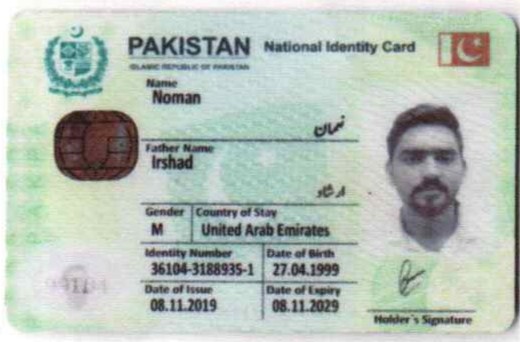 PAKISTAN National Identity Card
ISLAMIC REPUBLIC OF PAKISTAN
Name
Noman
نعمان
Father Name
Irshad
ارشاد
Gender Country of Stay
M United Arab Emirates
Identity Number Date of Birth
36104-3188935-1 27.04.1999
Date of Issue Date of Expiry
08.11.2019 08.11.2029
Holder's Signature